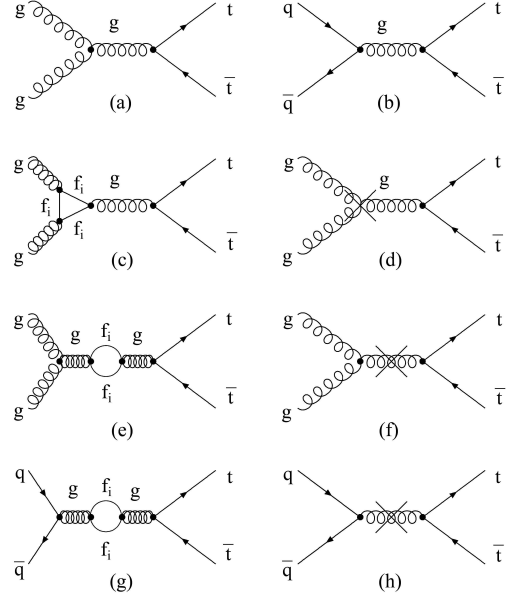 g g t
g t̅
(a)
q g t
q̅ t̅
(b)
g f_i g t
f_i
g f_i t̅
(c)
g g t
g t̅
(d)
g g f_i g t
g f_i t̅
(e)
g t
g t̅
(f)
q g f_i g t
q̅ f_i t̅
(g)
q t
q̅ t̅
(h)